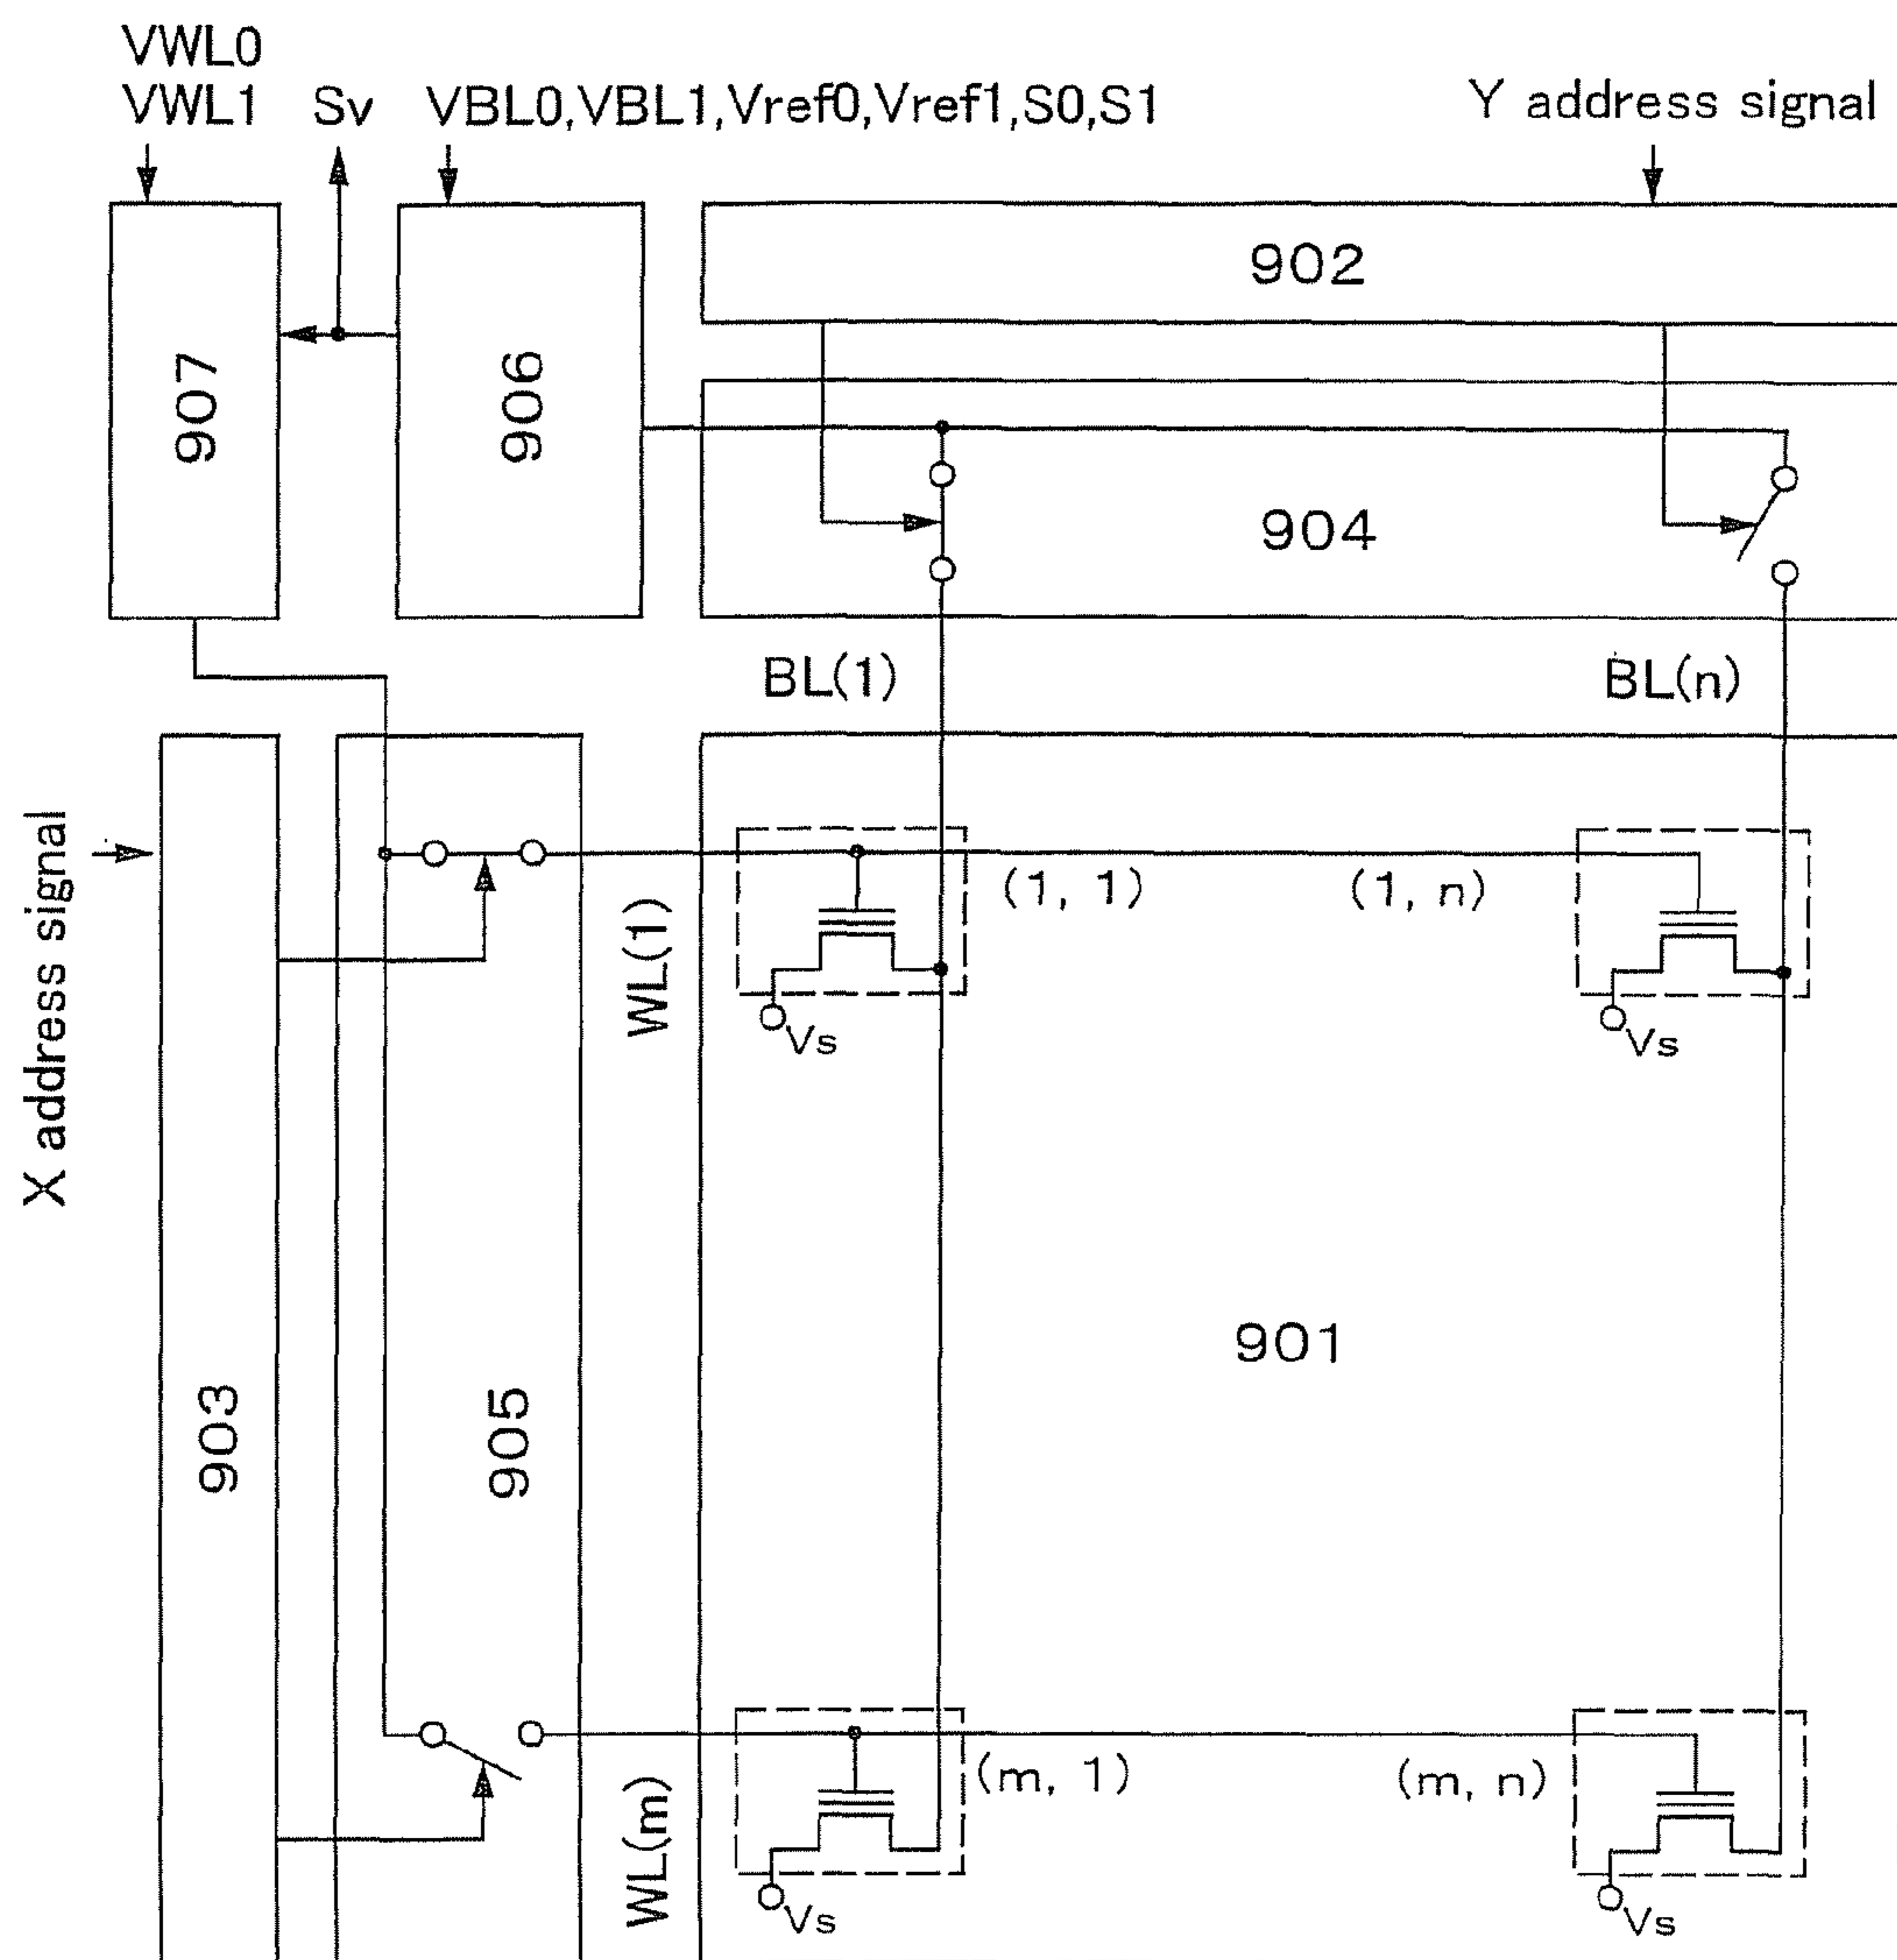 VWL0
VWL1
Sv
VBL0,VBL1,Vref0,Vref1,S0,S1
Y address signal
902
907
906
904
BL(1)
BL(n)
X address signal
WL(1)
(1, 1)
(1, n)
Vs
Vs
901
903
905
WL(m)
(m, 1)
(m, n)
Vs
Vs